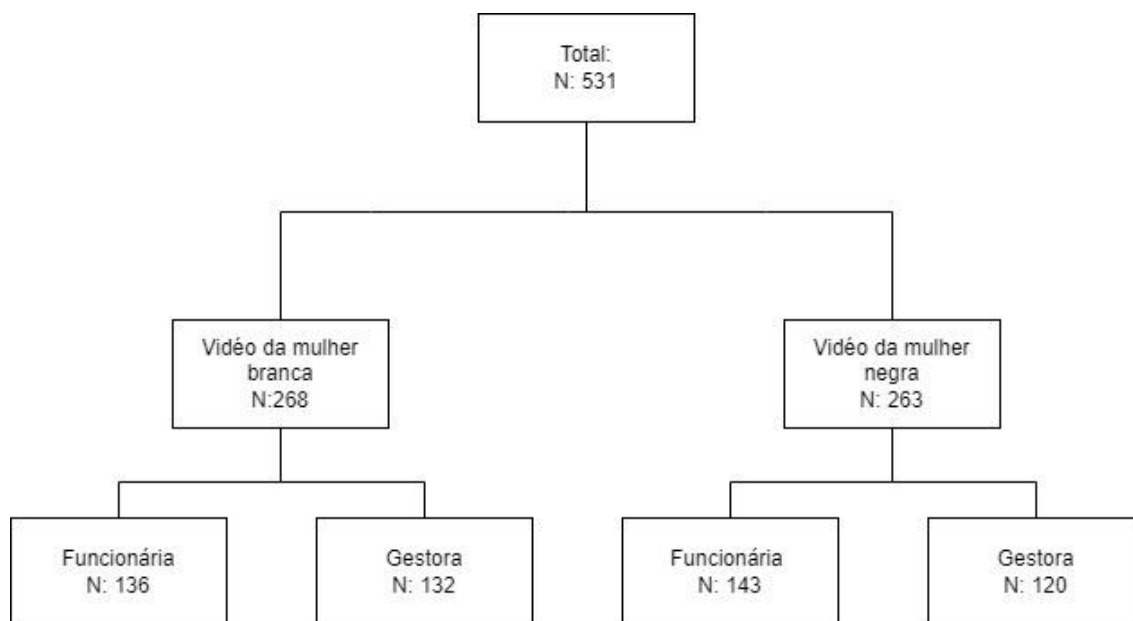 Total:
N: 531
Vidéo da mulher
branca
N:268
Vidéo da mulher
negra
N: 263
Funcionária
N: 136
Gestora
N: 132
Funcionária
N: 143
Gestora
N: 120